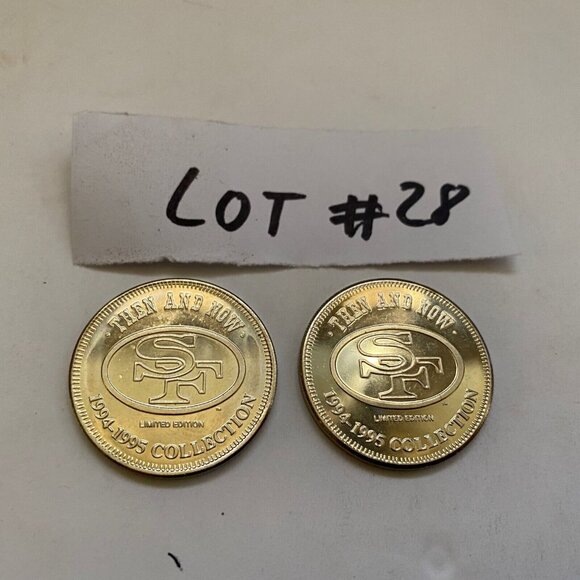 LOT #28
THEN AND NOW
SF
LIMITED EDITION
1994-1995 COLLECTION
THEN AND NOW
SF
LIMITED EDITION
1994-1995 COLLECTION